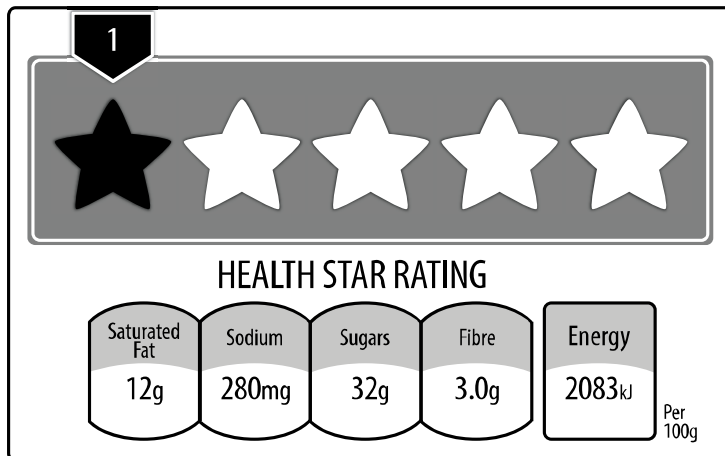 1
HEALTH STAR RATING
Saturated
Fat
12g
Sodium
280mg
Sugars
32g
Fibre
3.0g
Energy
2083kJ
Per
100g